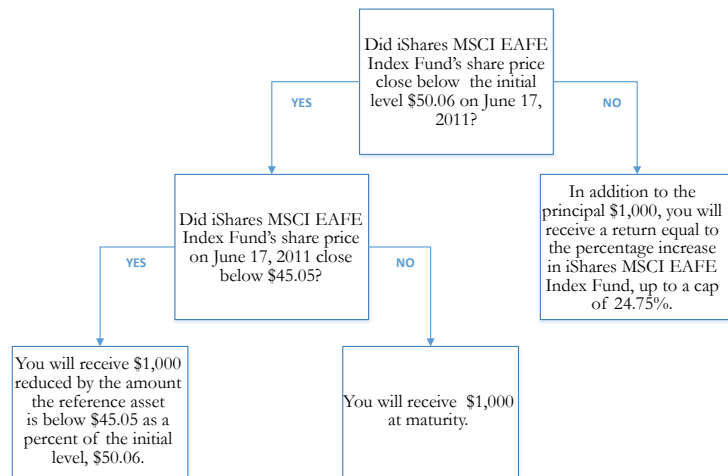 Did iShares MSCI EAFE
Index Fund's share price
close below the initial
level $50.06 on June 17,
2011?
YES
NO
Did iShares MSCI EAFE
Index Fund's share price
on June 17, 2011 close
below $45.05?
In addition to the
principal $1,000, you will
receive a return equal to
the percentage increase
in iShares MSCI EAFE
Index Fund, up to a cap
of 24.75%.
YES
NO
You will receive $1,000
reduced by the amount
the reference asset
is below $45.05 as a
percent of the initial
level, $50.06.
You will receive $1,000
at maturity.